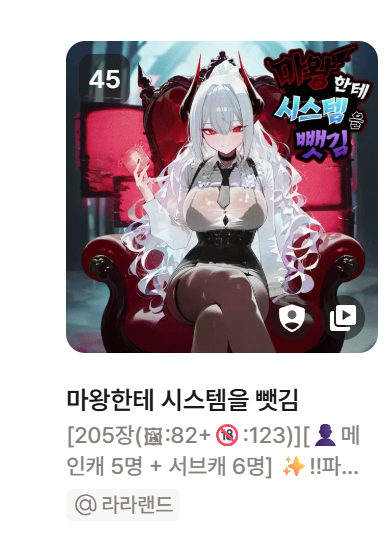 45
마왕한테
시스템을
뺏김
마왕한테 시스템을 뺏김
[205장(🖼:82+🔞:123)][👤메
인캐 5명 + 서브캐 6명] ✨!!파...
@라라랜드